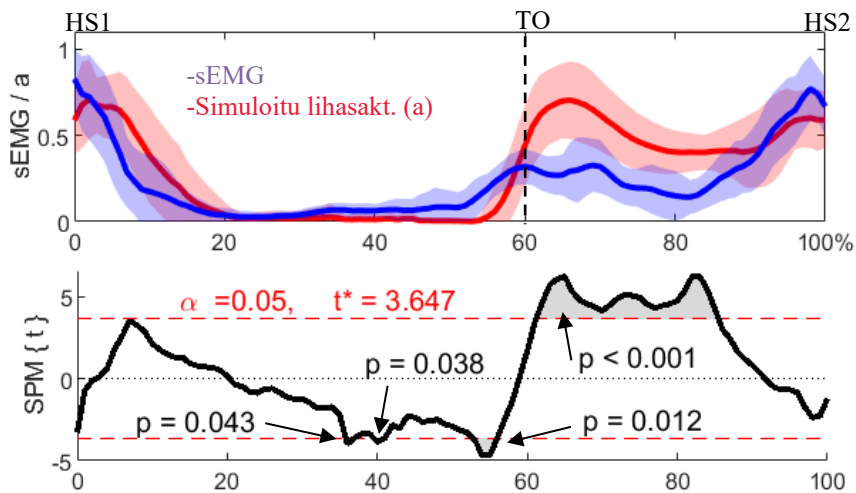 HS1 TO HS2
1
0.5
0
sEMG / a
-sEMG
-Simuloitu lihasakt. (a)
0 20 40 60 80 100%
5
0
-5
SPM { t }
α =0.05, t* = 3.647
p = 0.038
p < 0.001
p = 0.043
p = 0.012
0 20 40 60 80 100